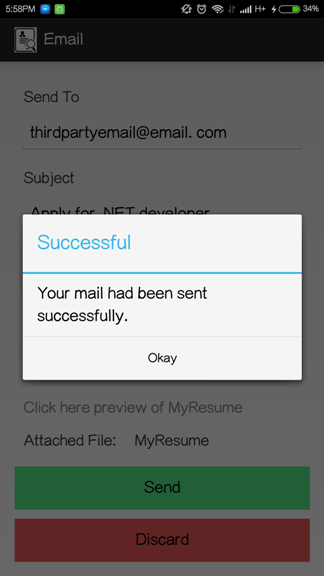 5:58PM H+ 34%
Email
Send To
thirdpartyemail@email. com
Subject
Apply for .NET developer
Successful
Your mail had been sent
successfully.
Okay
Click here preview of MyResume
Attached File: MyResume
Send
Discard